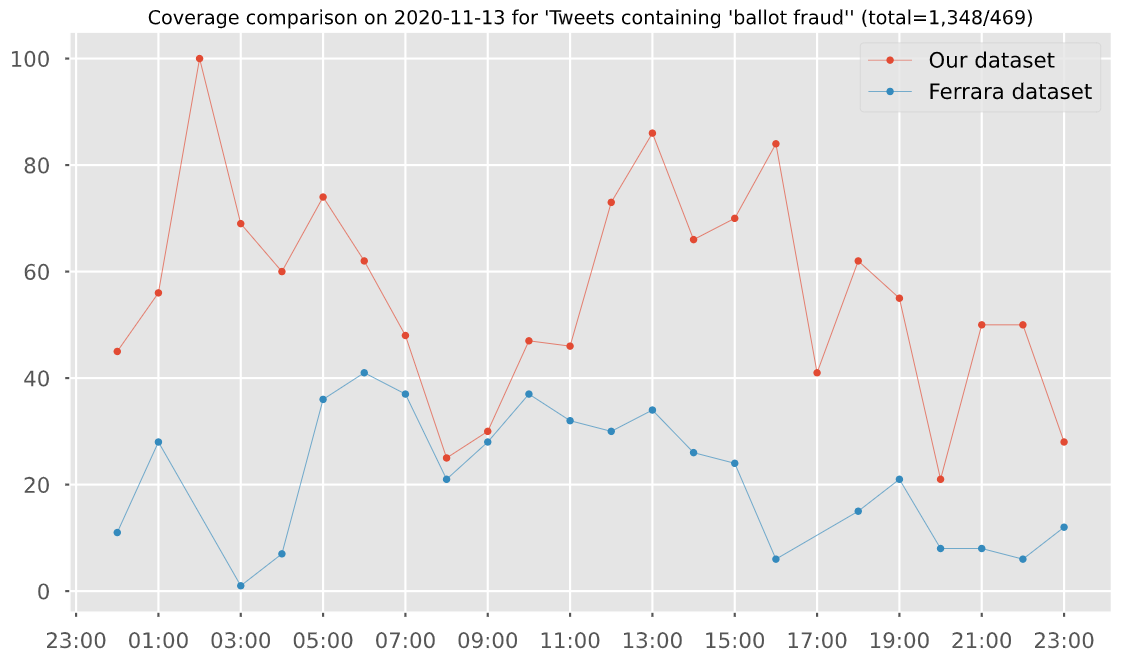 Coverage comparison on 2020-11-13 for 'Tweets containing 'ballot fraud'' (total=1,348/469)
Our dataset
Ferrara dataset
100
80
60
40
20
0
23:00 01:00 03:00 05:00 07:00 09:00 11:00 13:00 15:00 17:00 19:00 21:00 23:00